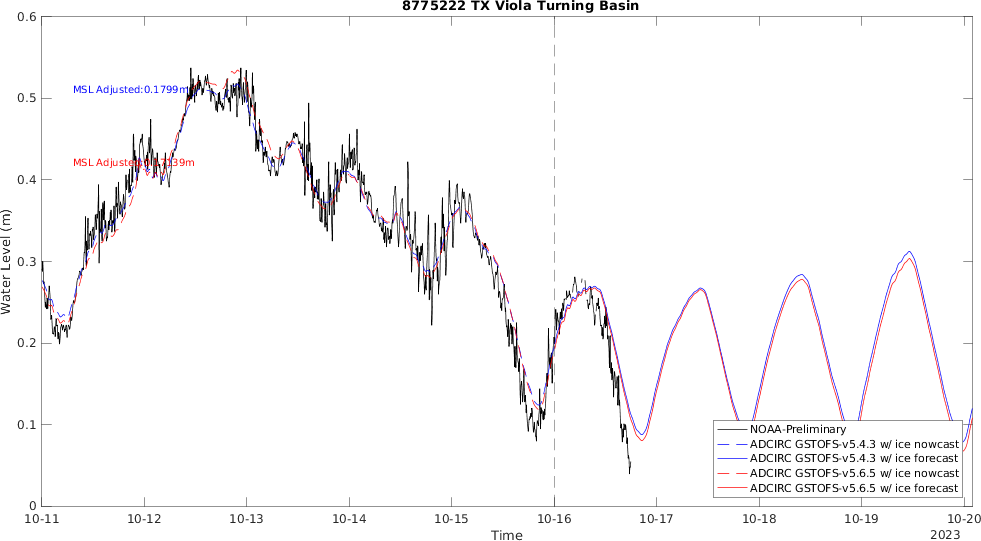 8775222 TX Viola Turning Basin
Water Level (m)
0.6
0.5
0.4
0.3
0.2
0.1
0
MSL Adjusted:0.1799m
MSL Adjusted:
NOAA-Preliminary
ADCIRC GSTOFS-v5.4.3 w/ ice nowcast
ADCIRC GSTOFS-v5.4.3 w/ ice forecast
ADCIRC GSTOFS-v5.6.5 w/ ice nowcast
ADCIRC GSTOFS-v5.6.5 w/ ice forecast
10-11 10-12 10-13 10-14 10-15 10-16 10-17 10-18 10-19 10-20
Time
2023